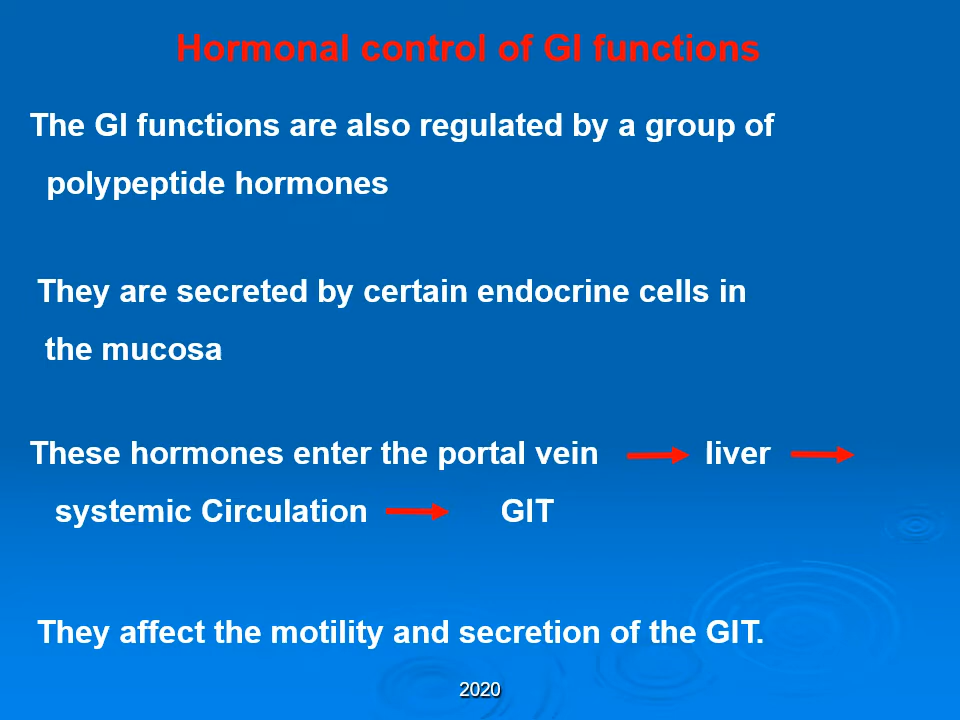 Hormonal control of GI functions
The GI functions are also regulated by a group of
polypeptide hormones
They are secreted by certain endocrine cells in
the mucosa
These hormones enter the portal vein liver
systemic Circulation GIT
They affect the motility and secretion of the GIT.
2020